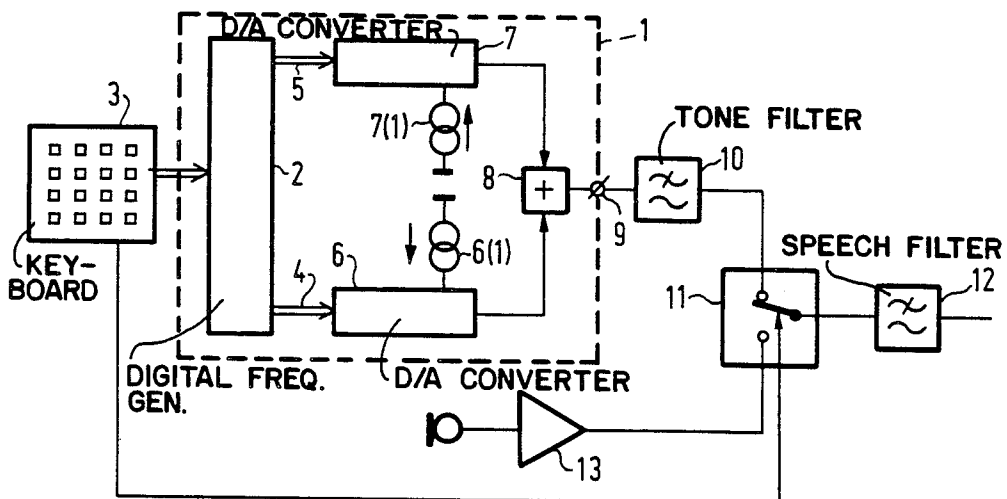 D/A CONVERTER
7
1
5
3
7(1)
TONE FILTER
10
2
8
+
9
6(1)
SPEECH FILTER
KEY-
BOARD
6
4
11
12
DIGITAL FREQ.
GEN.
D/A CONVERTER
13